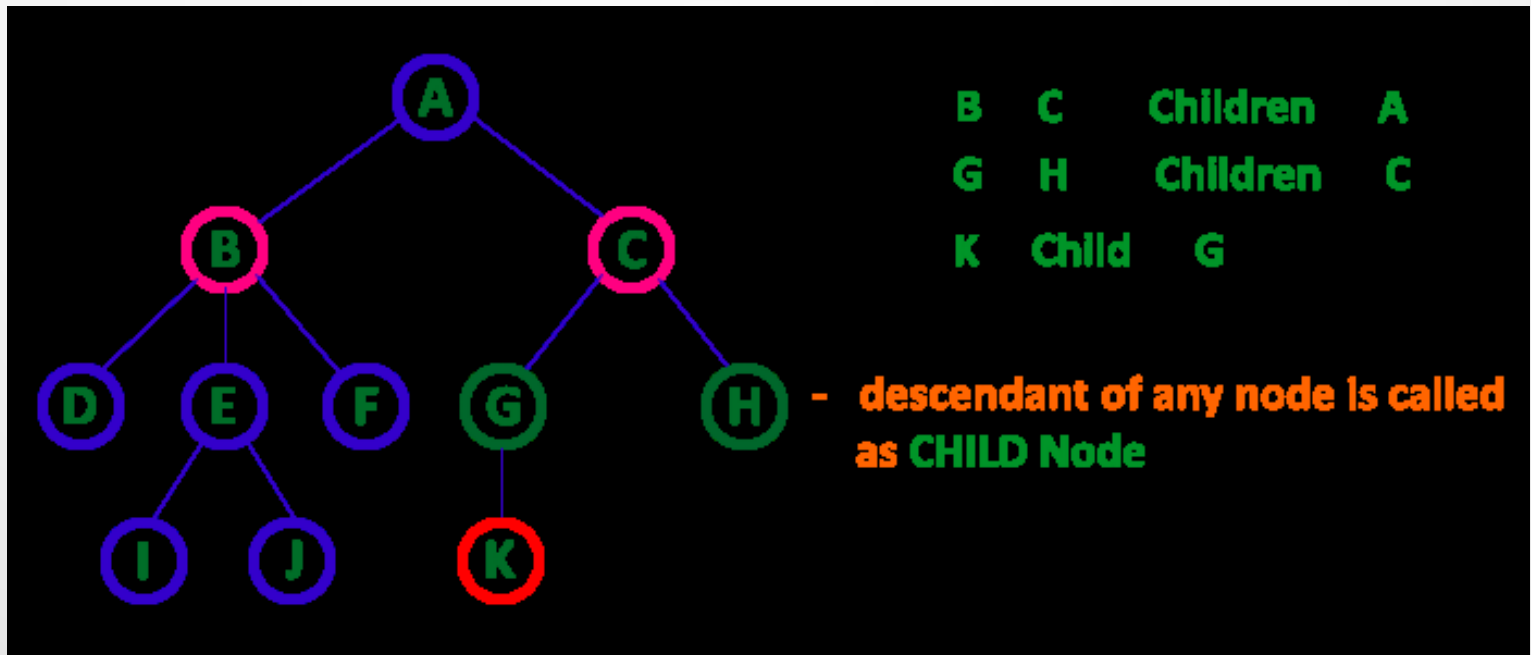 A
B C Children A
G H Children C
B C
K Child G
D E F G H
- descendant of any node is called
as CHILD Node
I J K